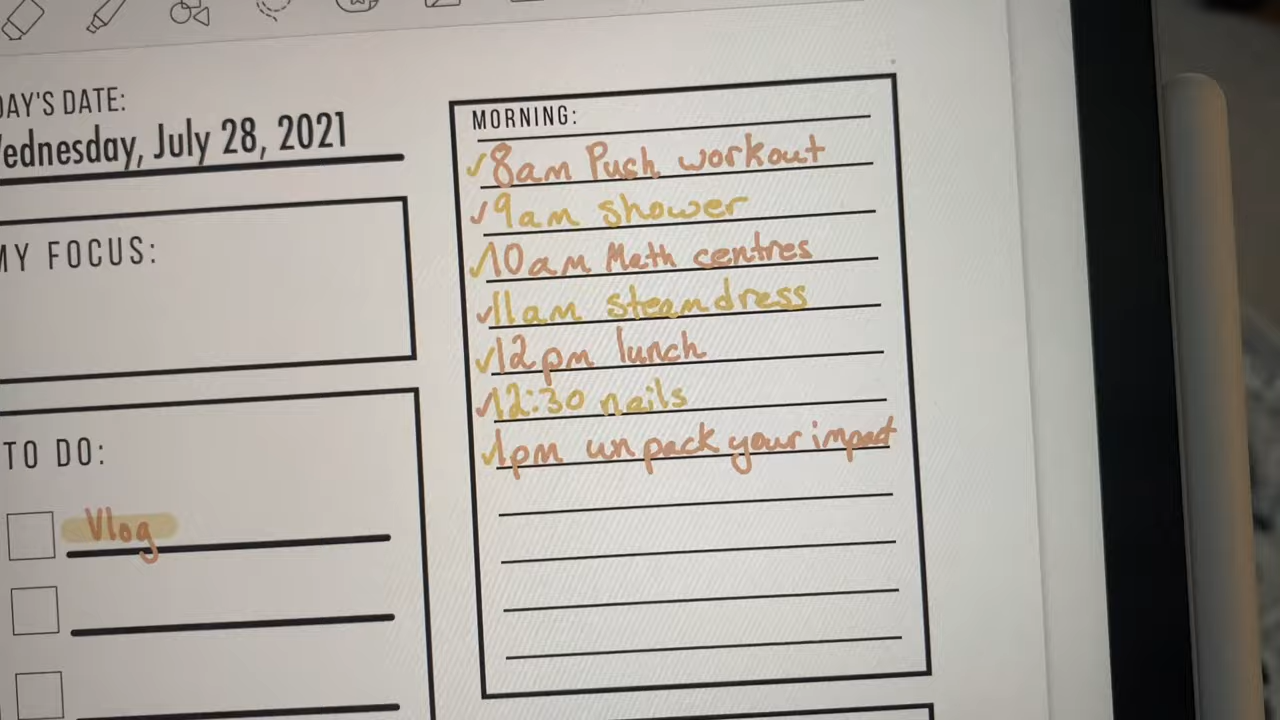 DAY'S DATE:
Wednesday, July 28, 2021
MY FOCUS:
TO DO:
Vlog
MORNING:
8am Push workout
9am shower
10am Math centres
11am steam dress
12pm lunch
12:30 nails
1pm unpack your impact